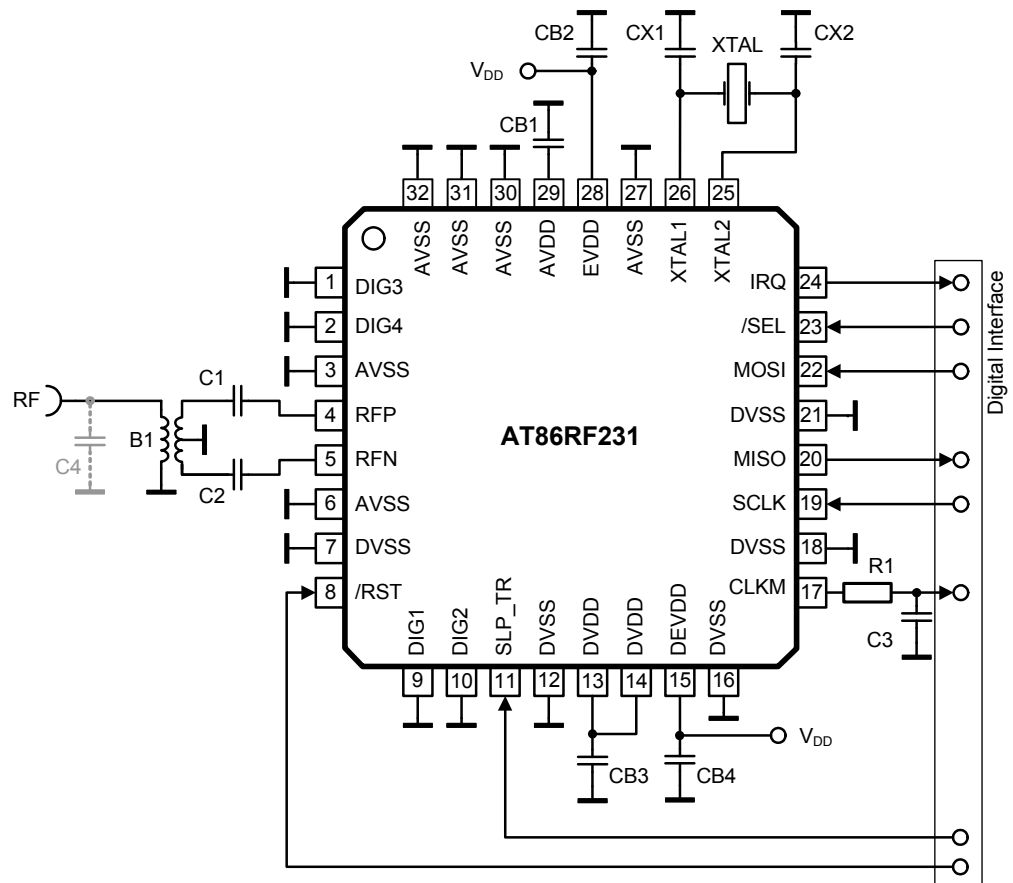 CB2
CX1
XTAL
CX2
VDD
CB1
32
31
30
29
28
27
26
25
AVSS
AVSS
AVSS
AVDD
EVDD
AVSS
XTAL1
XTAL2
1
DIG3
2
DIG4
3
AVSS
4
RFP
5
RFN
6
AVSS
7
DVSS
8
/RST
RF
C4
B1
C1
C2
AT86RF231
IRQ
24
/SEL
23
MOSI
22
DVSS
21
MISO
20
SCLK
19
DVSS
18
CLKM
17
R1
C3
Digital Interface
DIG1
DIG2
SLP_TR
DVSS
DVDD
DVDD
DEVDD
DVSS
9
10
11
12
13
14
15
16
CB3
CB4
VDD